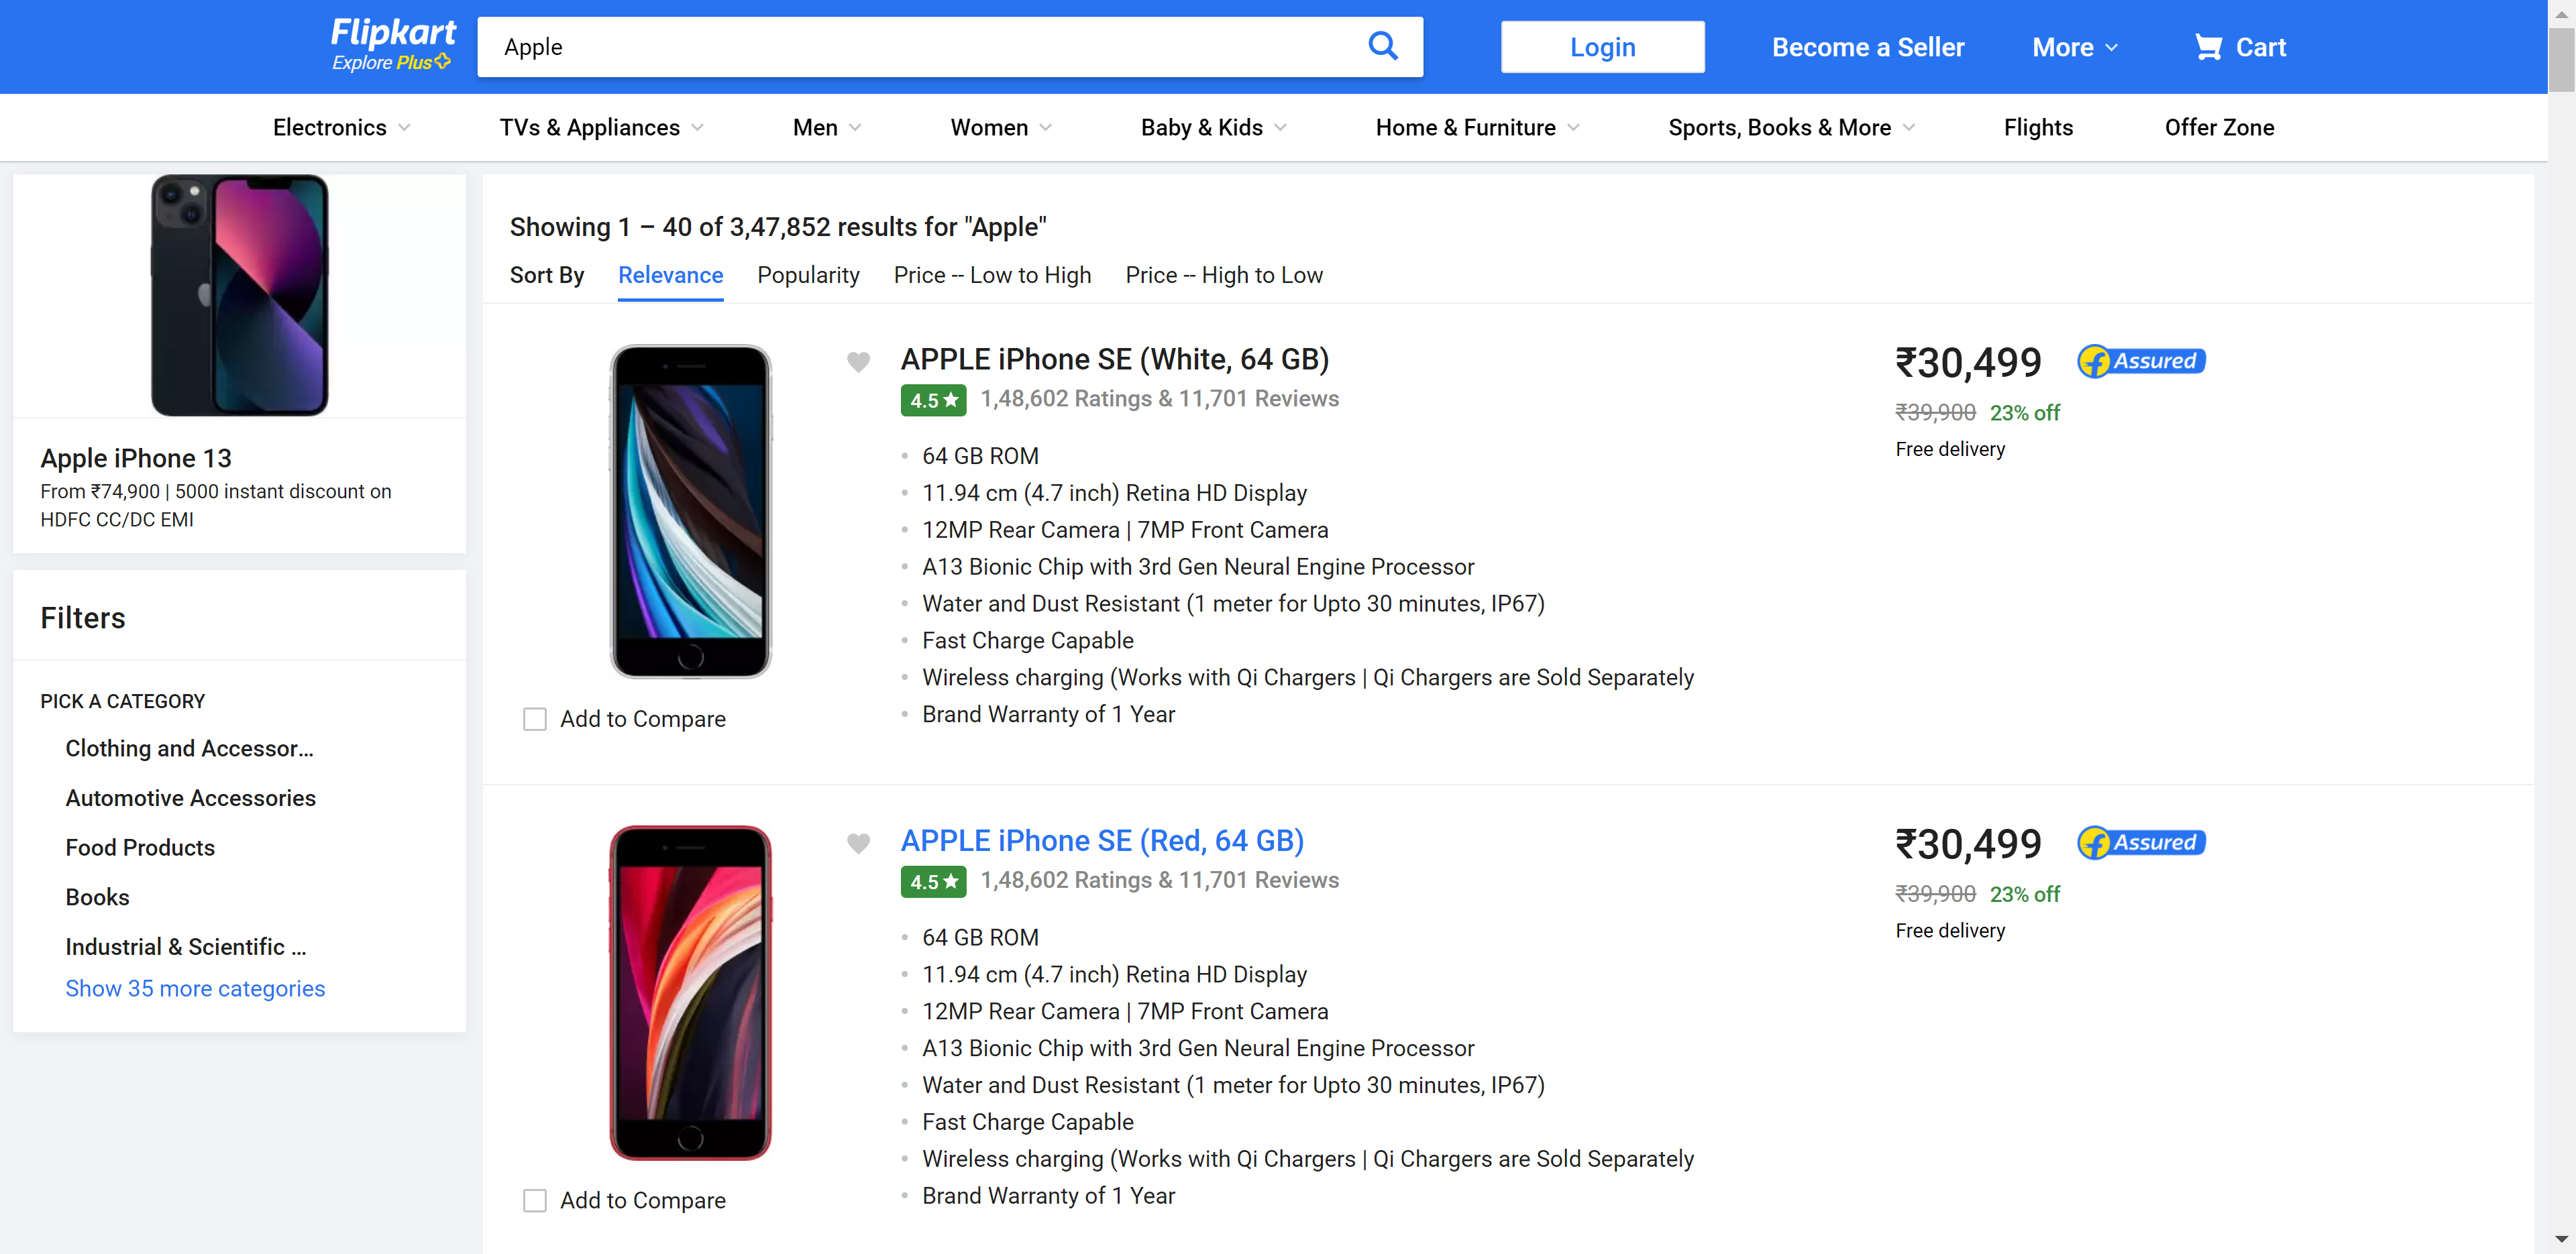 Flipkart
Explore Plus
Apple
Login
Become a Seller
More
Cart
Electronics
TVs & Appliances
Men
Women
Baby & Kids
Home & Furniture
Sports, Books & More
Flights
Offer Zone
Apple iPhone 13
From ₹74,900 | 5000 instant discount on
HDFC CC/DC EMI
Filters
PICK A CATEGORY
Clothing and Accessor...
Automotive Accessories
Food Products
Books
Industrial & Scientific ...
Show 35 more categories
Showing 1 – 40 of 3,47,852 results for "Apple"
Sort By
Relevance
Popularity
Price -- Low to High
Price -- High to Low
APPLE iPhone SE (White, 64 GB)
4.5★ 1,48,602 Ratings & 11,701 Reviews
64 GB ROM
11.94 cm (4.7 inch) Retina HD Display
12MP Rear Camera | 7MP Front Camera
A13 Bionic Chip with 3rd Gen Neural Engine Processor
Water and Dust Resistant (1 meter for Upto 30 minutes, IP67)
Fast Charge Capable
Wireless charging (Works with Qi Chargers | Qi Chargers are Sold Separately
Brand Warranty of 1 Year
Add to Compare
₹30,499
f Assured
₹39,900 23% off
Free delivery
APPLE iPhone SE (Red, 64 GB)
4.5★ 1,48,602 Ratings & 11,701 Reviews
64 GB ROM
11.94 cm (4.7 inch) Retina HD Display
12MP Rear Camera | 7MP Front Camera
A13 Bionic Chip with 3rd Gen Neural Engine Processor
Water and Dust Resistant (1 meter for Upto 30 minutes, IP67)
Fast Charge Capable
Wireless charging (Works with Qi Chargers | Qi Chargers are Sold Separately
Brand Warranty of 1 Year
Add to Compare
₹30,499
f Assured
₹39,900 23% off
Free delivery